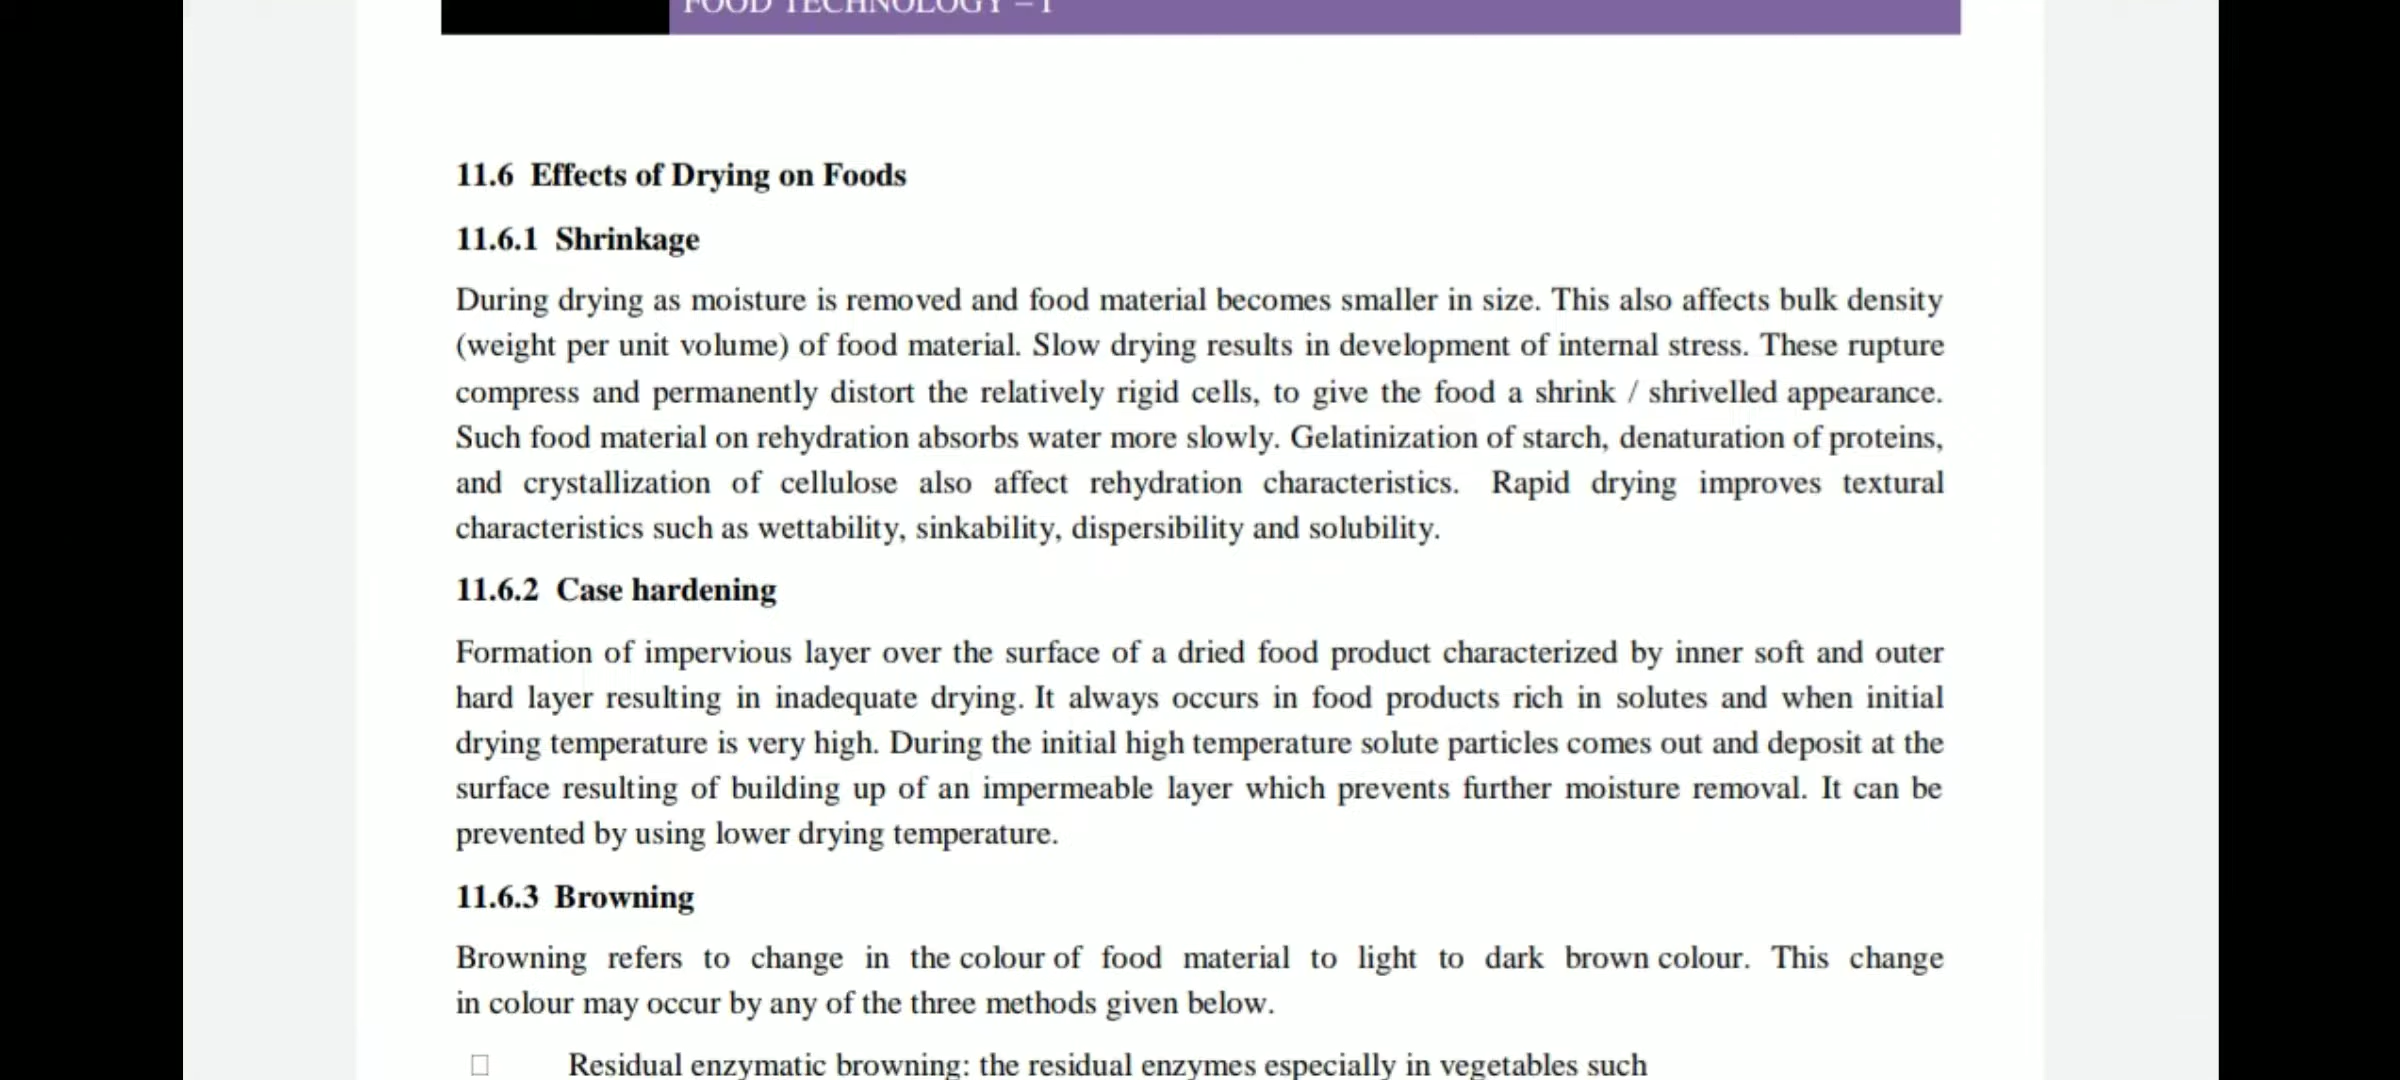 FOOD TECHNOLOGY – I
11.6 Effects of Drying on Foods
11.6.1 Shrinkage
During drying as moisture is removed and food material becomes smaller in size. This also affects bulk density
(weight per unit volume) of food material. Slow drying results in development of internal stress. These rupture
compress and permanently distort the relatively rigid cells, to give the food a shrink / shrivelled appearance.
Such food material on rehydration absorbs water more slowly. Gelatinization of starch, denaturation of proteins,
and crystallization of cellulose also affect rehydration characteristics. Rapid drying improves textural
characteristics such as wettability, sinkability, dispersibility and solubility.
11.6.2 Case hardening
Formation of impervious layer over the surface of a dried food product characterized by inner soft and outer
hard layer resulting in inadequate drying. It always occurs in food products rich in solutes and when initial
drying temperature is very high. During the initial high temperature solute particles comes out and deposit at the
surface resulting of building up of an impermeable layer which prevents further moisture removal. It can be
prevented by using lower drying temperature.
11.6.3 Browning
Browning refers to change in the colour of food material to light to dark brown colour. This change
in colour may occur by any of the three methods given below.
Residual enzymatic browning: the residual enzymes especially in vegetables such